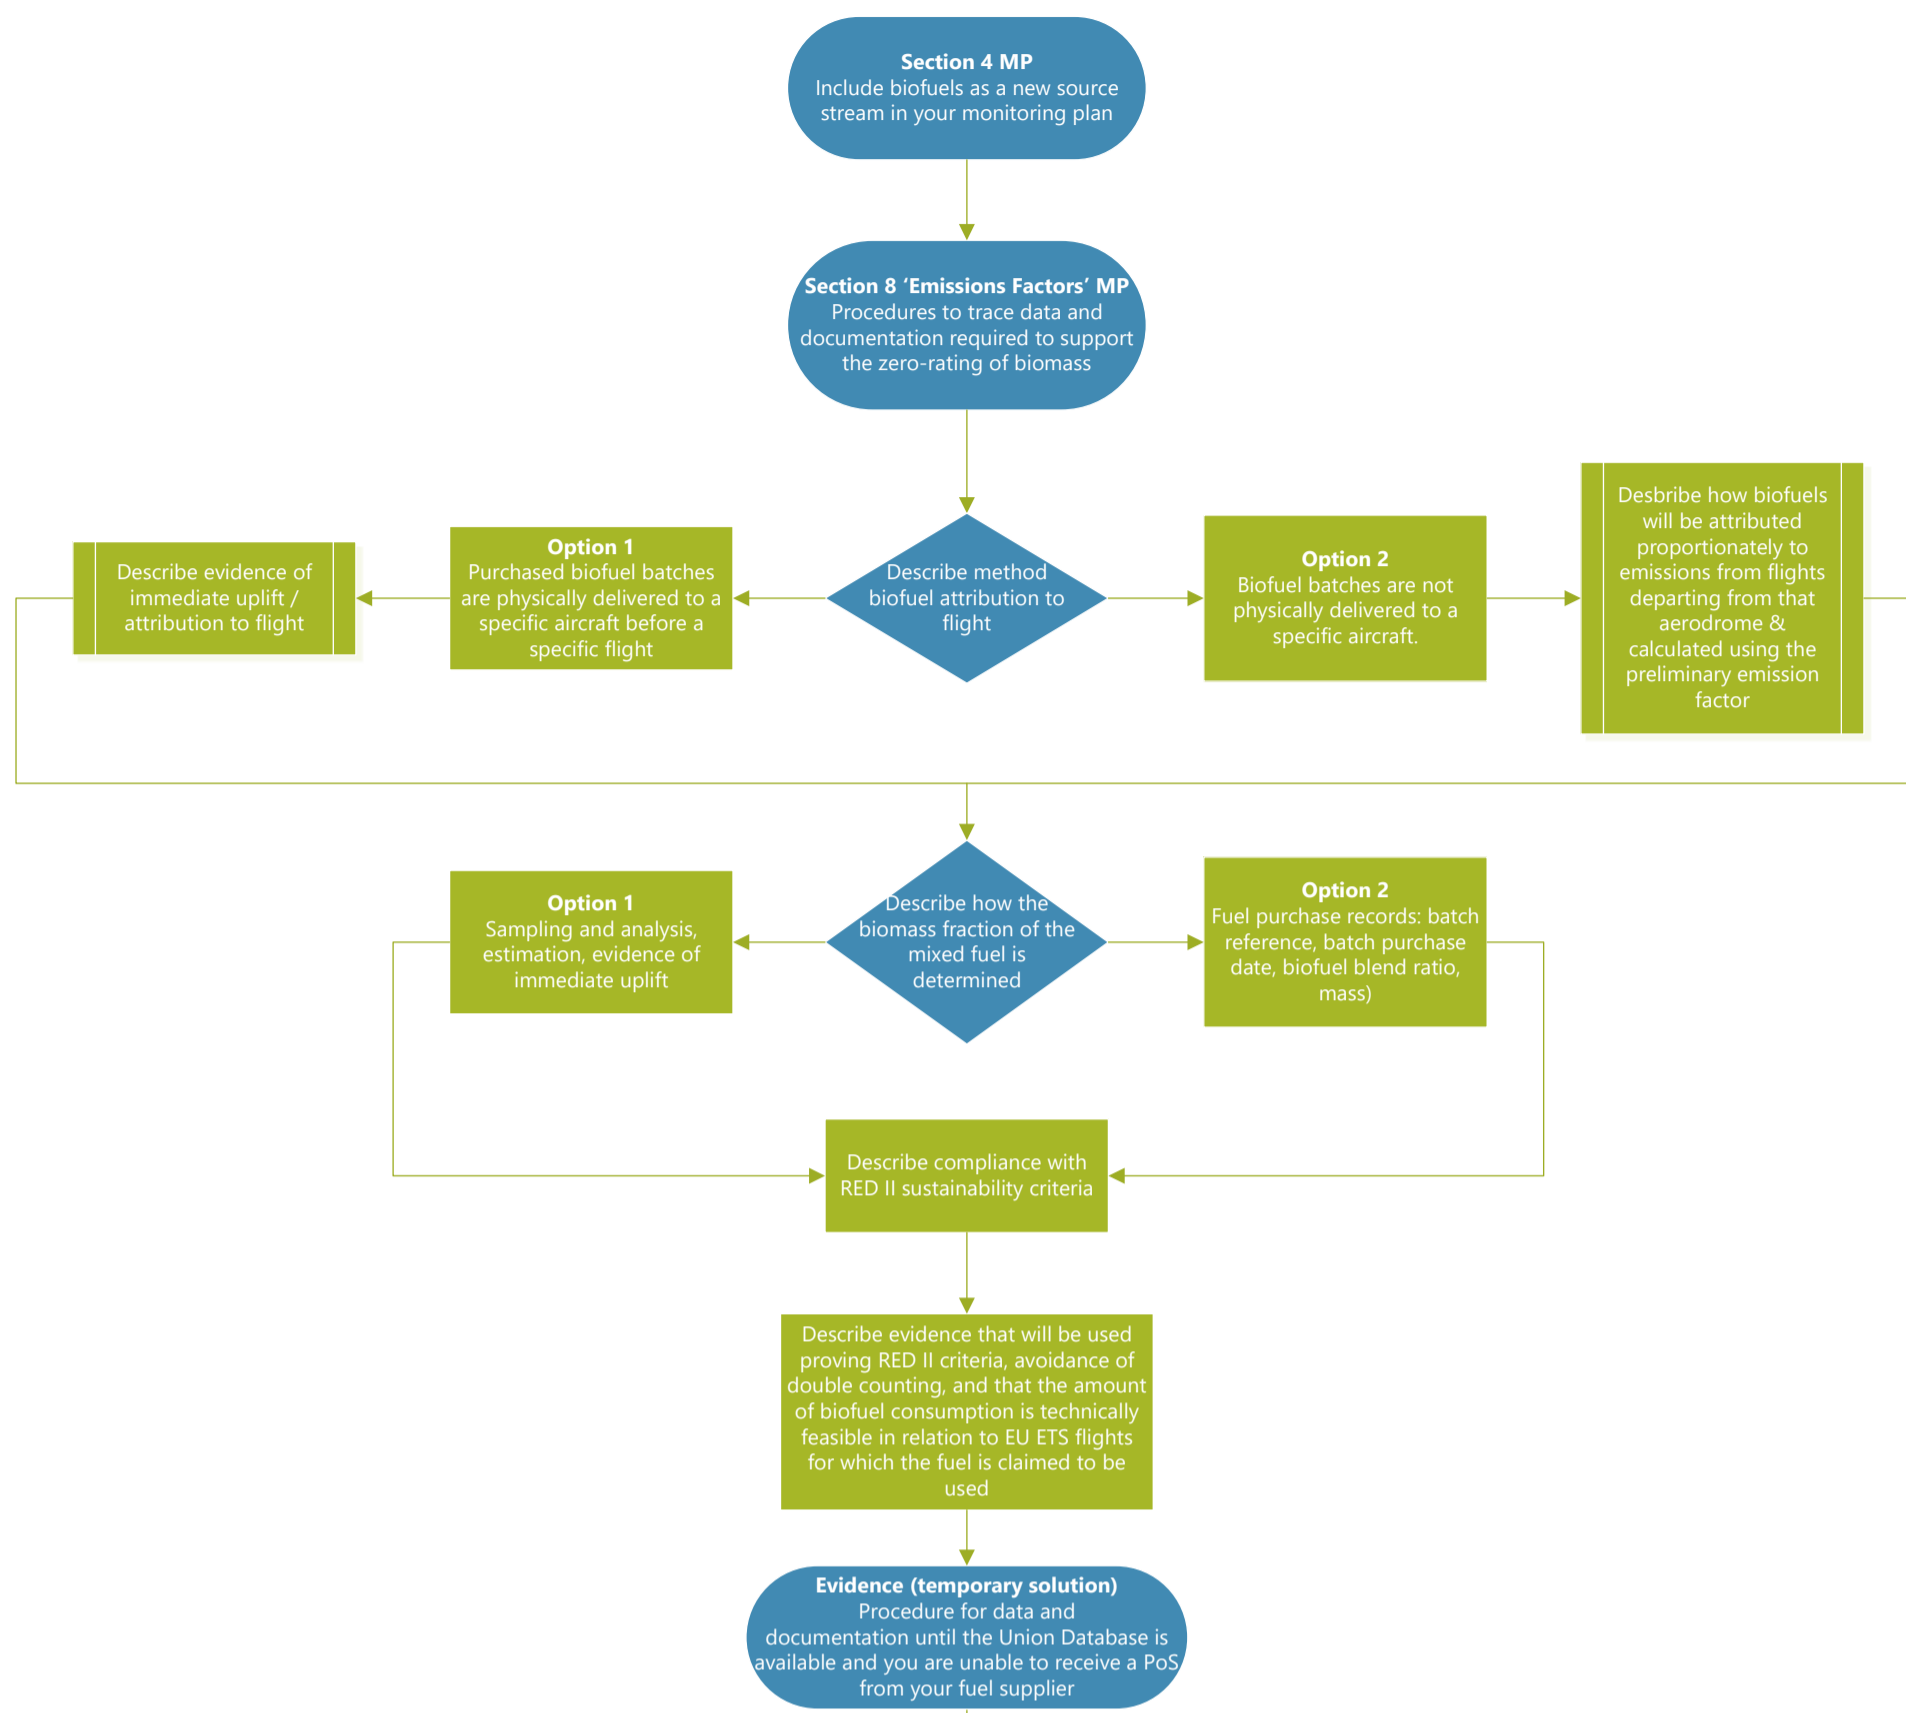 Section 4 MP
Include biofuels as a new source
stream in your monitoring plan
Section 8 ‘Emissions Factors’ MP
Procedures to trace data and
documentation required to support
the zero-rating of biomass
Describe evidence of
immediate uplift /
attribution to flight
Option 1
Purchased biofuel batches
are physically delivered to a
specific aircraft before a
specific flight
Describe method
biofuel attribution to
flight
Option 2
Biofuel batches are not
physically delivered to a
specific aircraft.
Desbribe how biofuels
will be attributed
proportionately to
emissions from flights
departing from that
aerodrome &
calculated using the
preliminary emission
factor
Option 1
Sampling and analysis,
estimation, evidence of
immediate uplift
Describe how the
biomass fraction of the
mixed fuel is
determined
Option 2
Fuel purchase records: batch
reference, batch purchase
date, biofuel blend ratio,
mass)
Describe compliance with
RED II sustainability criteria
Describe evidence that will be used
proving RED II criteria, avoidance of
double counting, and that the amount
of biofuel consumption is technically
feasible in relation to EU ETS flights
for which the fuel is claimed to be
used
Evidence (temporary solution)
Procedure for data and
documentation until the Union Database is
available and you are unable to receive a PoS
from your fuel supplier